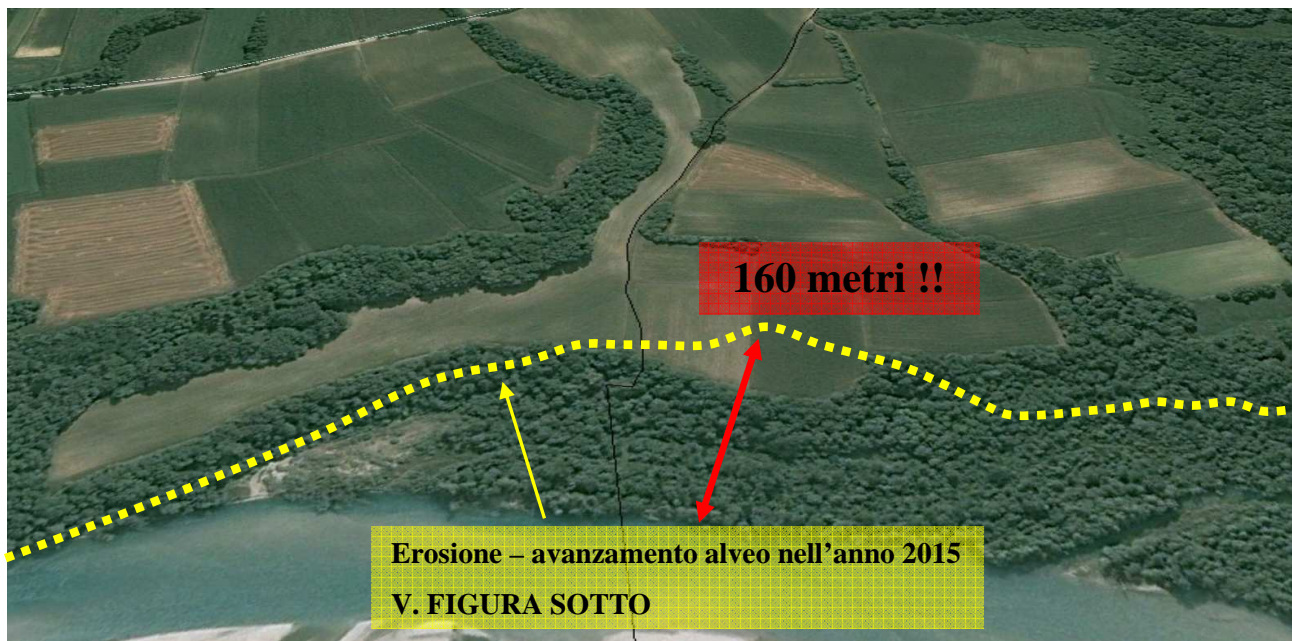 160 metri !!
Erosione – avanzamento alveo nell’anno 2015
V. FIGURA SOTTO